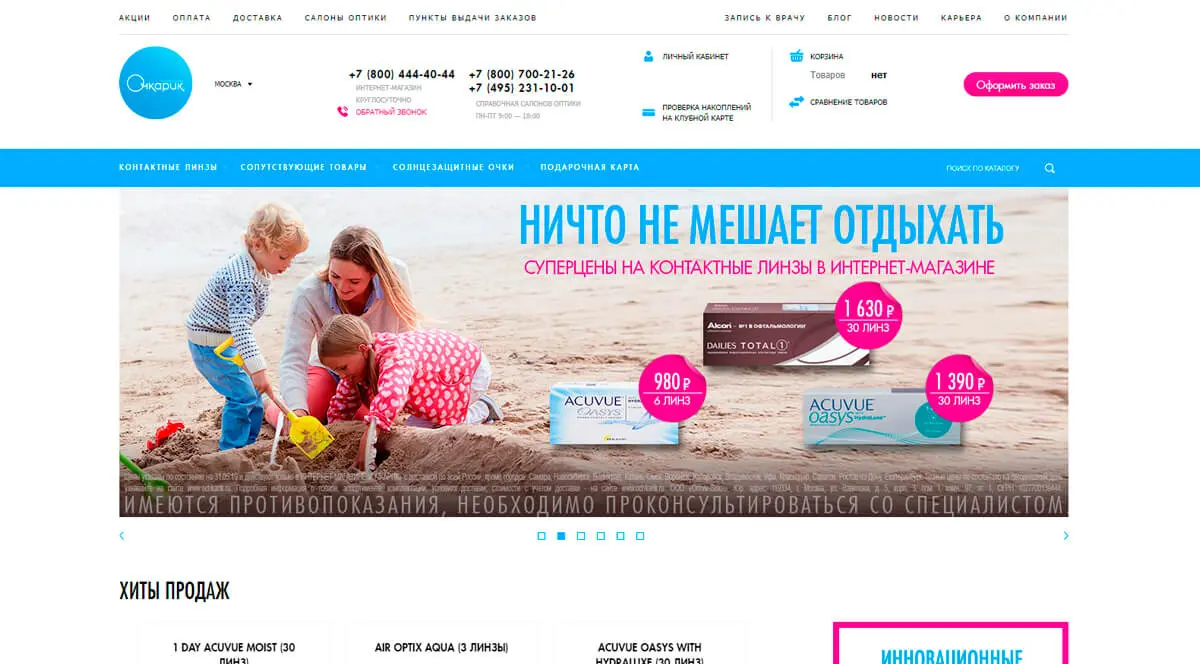 АКЦИИ ОПЛАТА ДОСТАВКА САЛОНЫ ОПТИКИ ПУНКТЫ ВЫДАЧИ ЗАКАЗОВ ЗАПИСЬ К ВРАЧУ БЛОГ НОВОСТИ КАРЬЕРА О КОМПАНИИ
Очкарик
МОСКВА
+7 (800) 444-40-44
ИНТЕРНЕТ-МАГАЗИН
КРУГЛОСУТОЧНО
ОБРАТНЫЙ ЗВОНОК
+7 (800) 700-21-26
+7 (495) 231-10-01
СПРАВОЧНАЯ САЛОНОВ ОПТИКИ
ПН-ПТ 9:00 — 18:00
ЛИЧНЫЙ КАБИНЕТ
ПРОВЕРКА НАКОПЛЕНИЙ
НА КЛУБНОЙ КАРТЕ
КОРЗИНА
Товаров нет
СРАВНЕНИЕ ТОВАРОВ
Оформить заказ
КОНТАКТНЫЕ ЛИНЗЫ СОПУТСТВУЮЩИЕ ТОВАРЫ СОЛНЦЕЗАЩИТНЫЕ ОЧКИ ПОДАРОЧНАЯ КАРТА ПОИСК ПО КАТАЛОГУ
НИЧТО НЕ МЕШАЕТ ОТДЫХАТЬ
СУПЕРЦЕНЫ НА КОНТАКТНЫЕ ЛИНЗЫ В ИНТЕРНЕТ-МАГАЗИНЕ
1 630 ₽
30 ЛИНЗ
Alcon - №1 В ОФТАЛЬМОЛОГИИ
DAILIES TOTAL 1
980 ₽
6 ЛИНЗ
ACUVUE
OASYS
1 390 ₽
30 ЛИНЗ
ACUVUE
oasys
ИМЕЮТСЯ ПРОТИВОПОКАЗАНИЯ, НЕОБХОДИМО ПРОКОНСУЛЬТИРОВАТЬСЯ СО СПЕЦИАЛИСТОМ
ХИТЫ ПРОДАЖ
1 DAY ACUVUE MOIST (30
ЛИНЗ)
AIR OPTIX AQUA (3 ЛИНЗЫ)
ACUVUE OASYS WITH
HYDRALUXE (30 ЛИНЗ)
ИННОВАЦИОННЫЕ